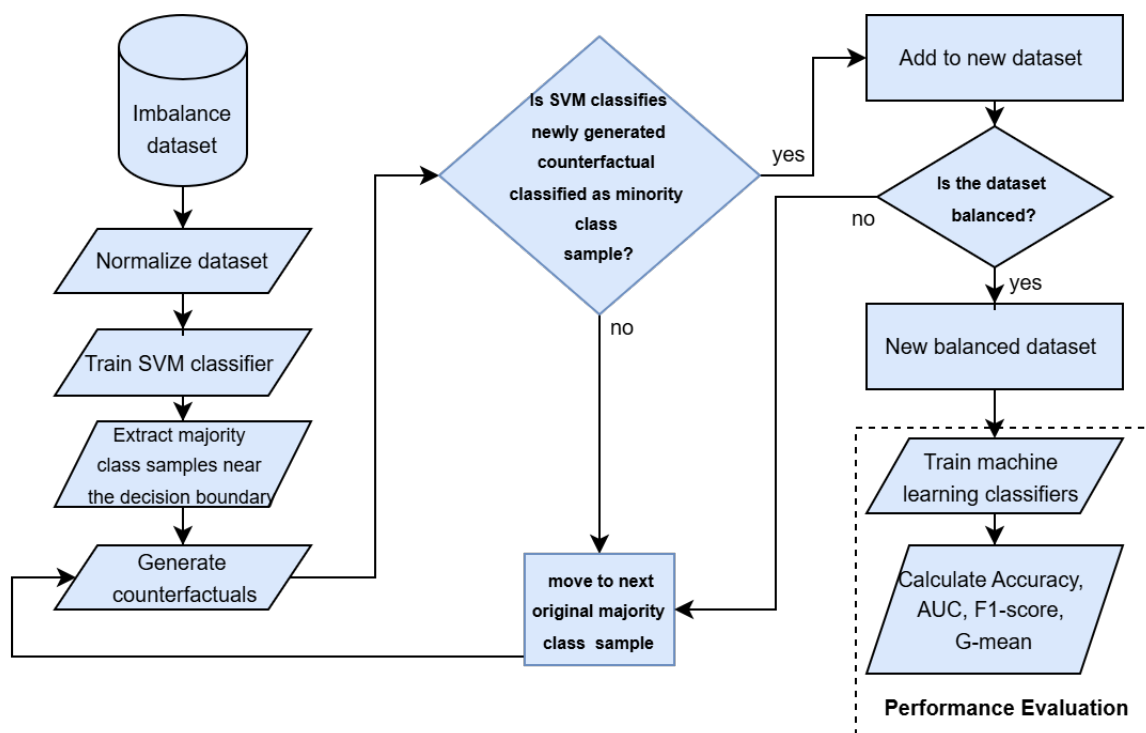 Imbalance
dataset
Normalize dataset
Train SVM classifier
Extract majority
class samples near
the decision boundary
Generate
counterfactuals
Is SVM classifies
newly generated
counterfactual
classified as minority
class
sample?
yes
no
move to next
original majority
class sample
Add to new dataset
Is the dataset
balanced?
no
yes
New balanced dataset
Train machine
learning classifiers
Calculate Accuracy,
AUC, F1-score,
G-mean
Performance Evaluation